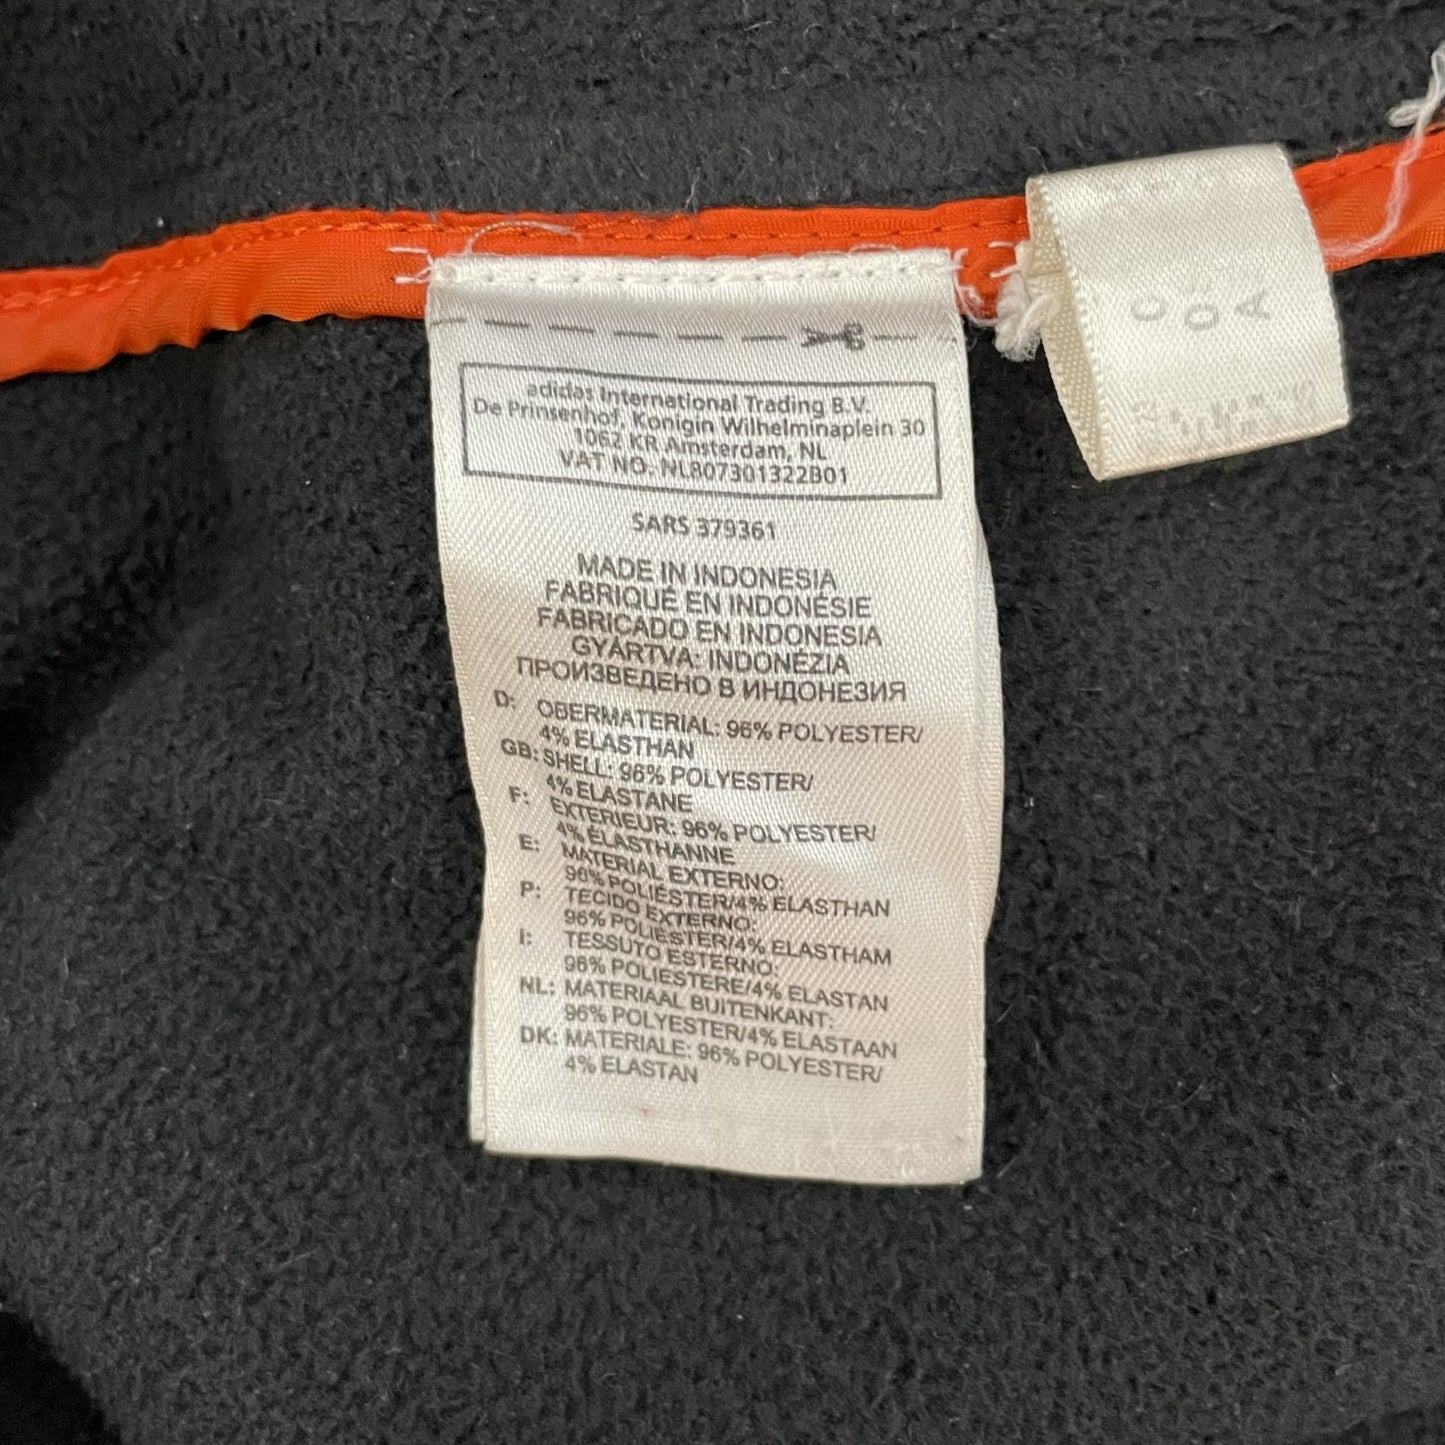 adidas International Trading B.V.
De Prinsenhof, Konigin Wilhelminaplein 30
1062 KR Amsterdam, NL
VAT NO. NL807301322B01
SARS 379361
MADE IN INDONESIA
FABRIQUÉ EN INDONÉSIE
FABRICADO EN INDONESIA
GYÁRTVA: INDONÉZIA
ПРОИЗВЕДЕНО В ИНДОНЕЗИЯ
D: OBERMATERIAL: 96% POLYESTER/
4% ELASTHAN
GB: SHELL: 96% POLYESTER/
4% ELASTANE
F: EXTERIEUR: 96% POLYESTER/
4% ÉLASTHANNE
E: MATERIAL EXTERNO:
96% POLIÉSTER/4% ELASTHAN
P: TECIDO EXTERNO:
96% POLIÉSTER/4% ELASTHAM
I: TESSUTO ESTERNO:
96% POLIESTERE/4% ELASTAN
NL: MATERIAAL BUITENKANT:
96% POLYESTER/4% ELASTAAN
DK: MATERIALE: 96% POLYESTER/
4% ELASTAN